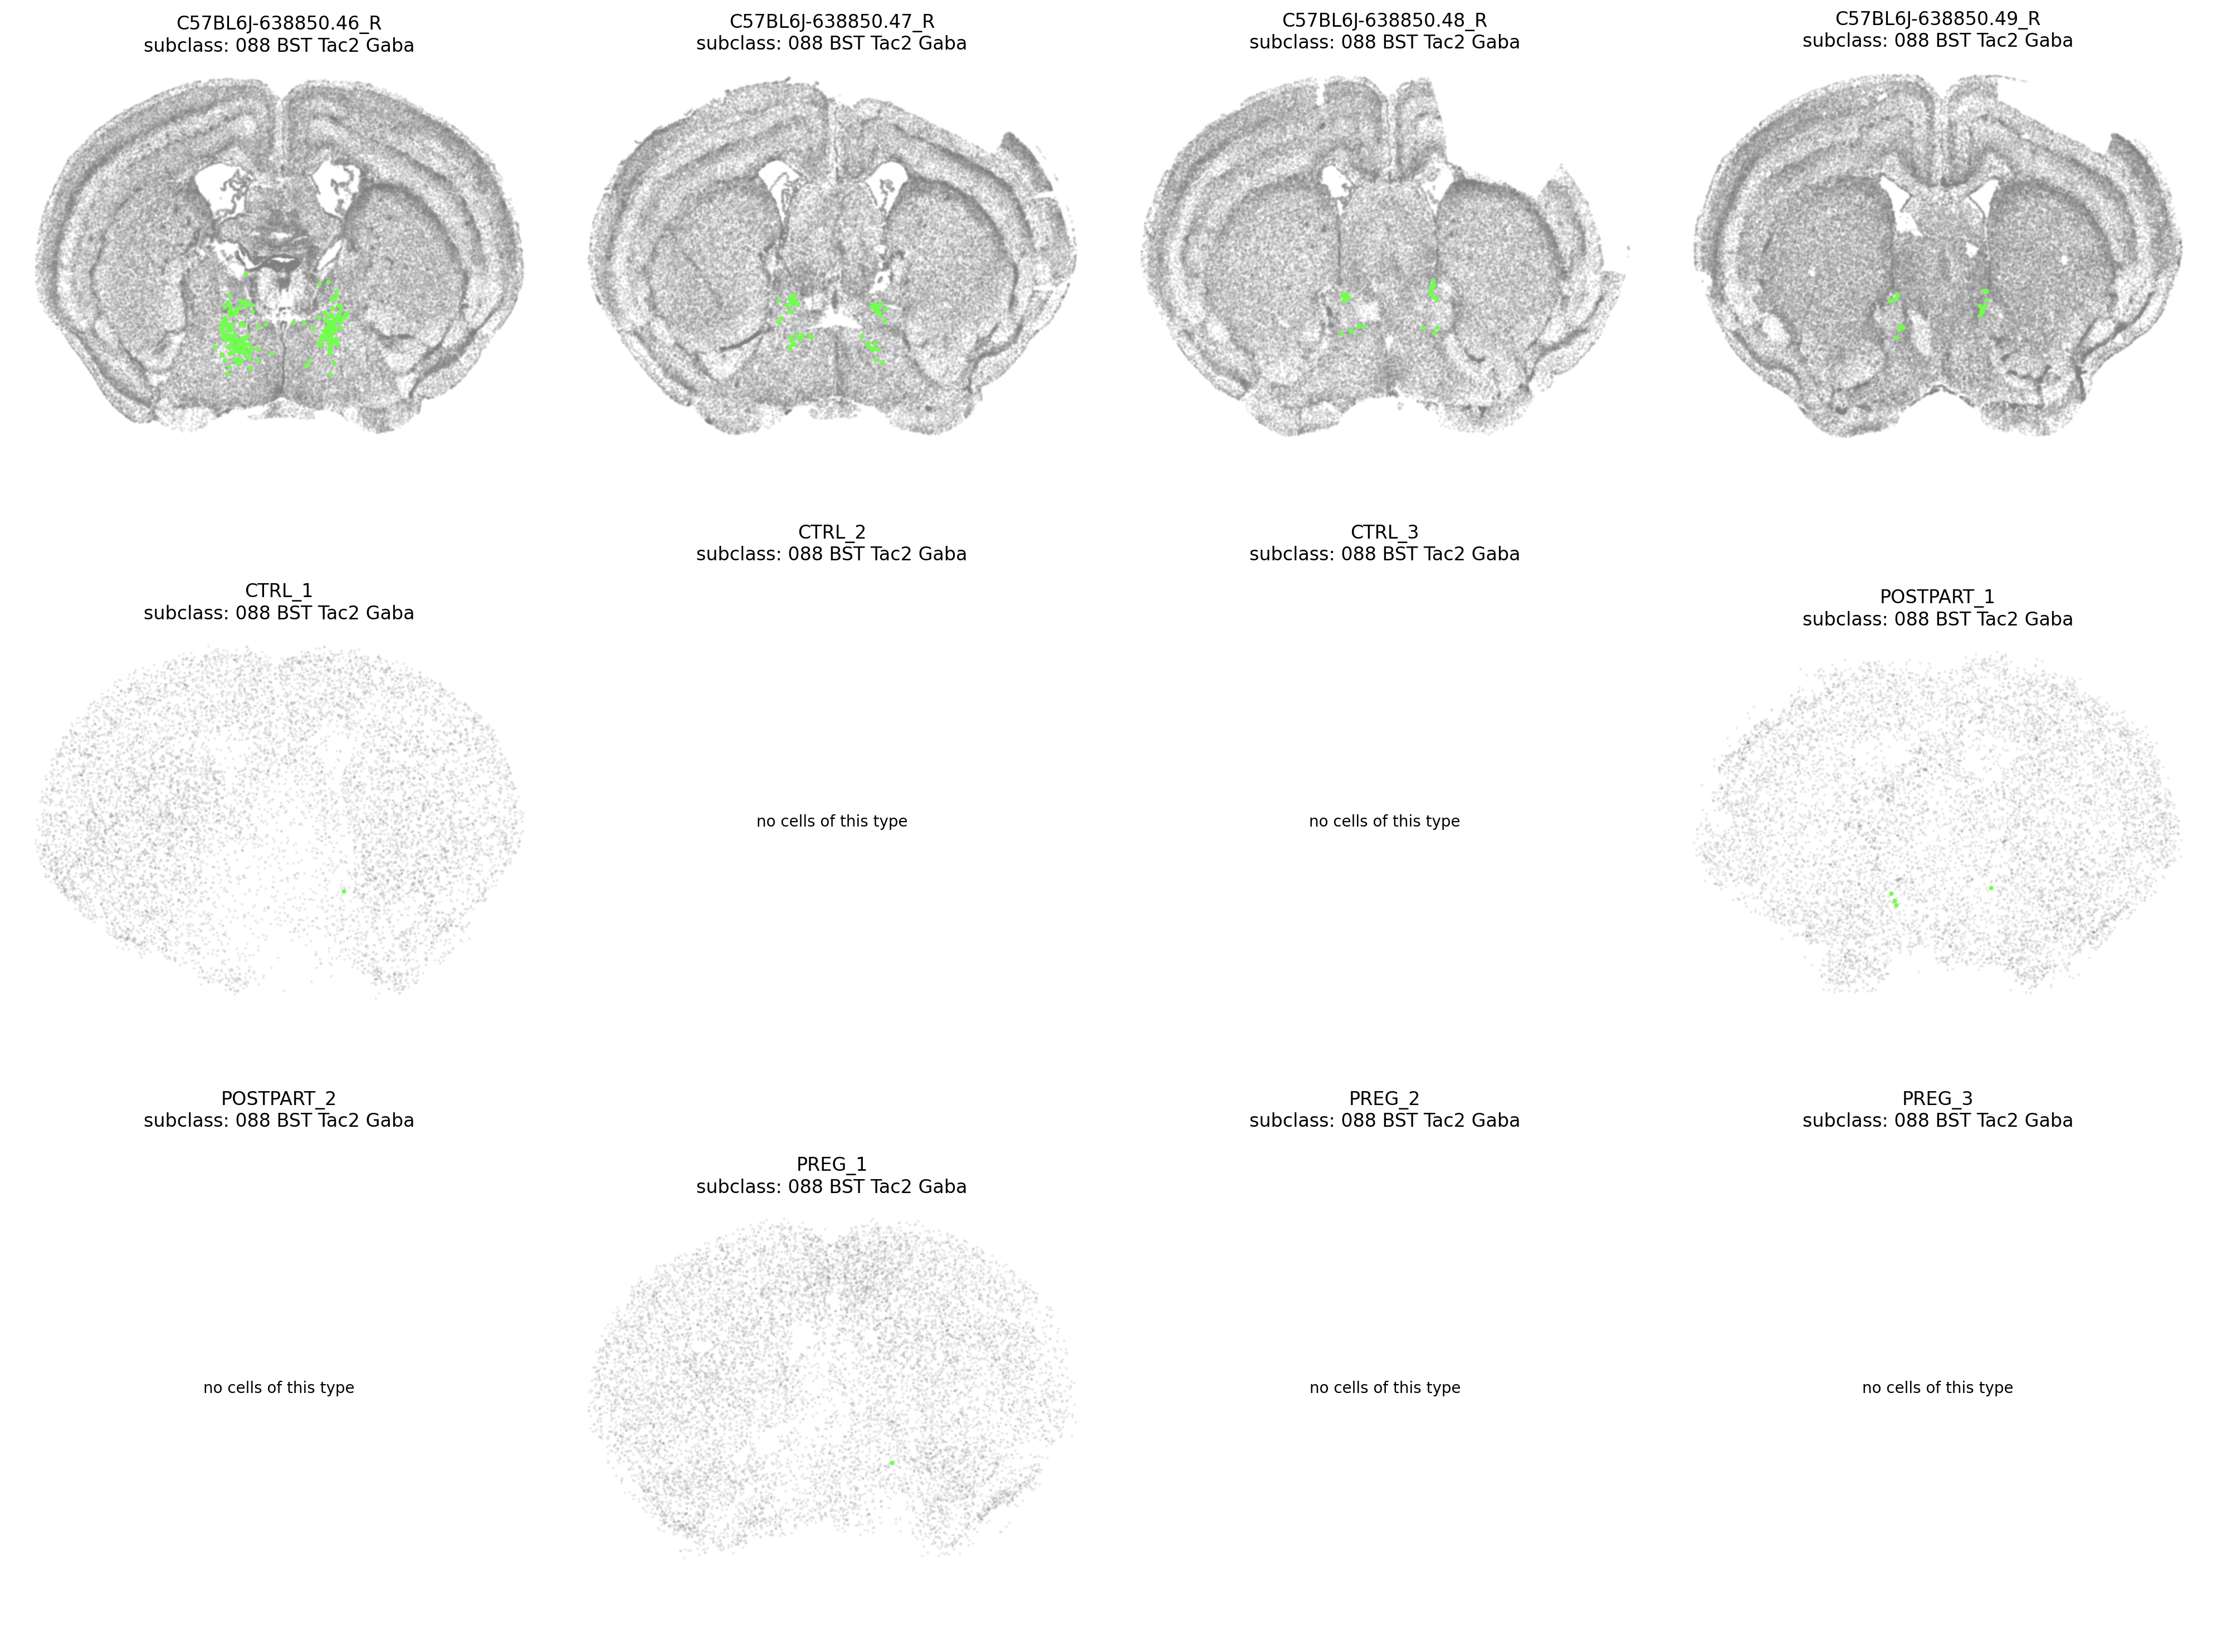 C57BL6J-638850.46_R
subclass: 088 BST Tac2 Gaba
C57BL6J-638850.47_R
subclass: 088 BST Tac2 Gaba
C57BL6J-638850.48_R
subclass: 088 BST Tac2 Gaba
C57BL6J-638850.49_R
subclass: 088 BST Tac2 Gaba
CTRL_1
subclass: 088 BST Tac2 Gaba
CTRL_2
subclass: 088 BST Tac2 Gaba
no cells of this type
CTRL_3
subclass: 088 BST Tac2 Gaba
no cells of this type
POSTPART_1
subclass: 088 BST Tac2 Gaba
POSTPART_2
subclass: 088 BST Tac2 Gaba
no cells of this type
PREG_1
subclass: 088 BST Tac2 Gaba
PREG_2
subclass: 088 BST Tac2 Gaba
no cells of this type
PREG_3
subclass: 088 BST Tac2 Gaba
no cells of this type